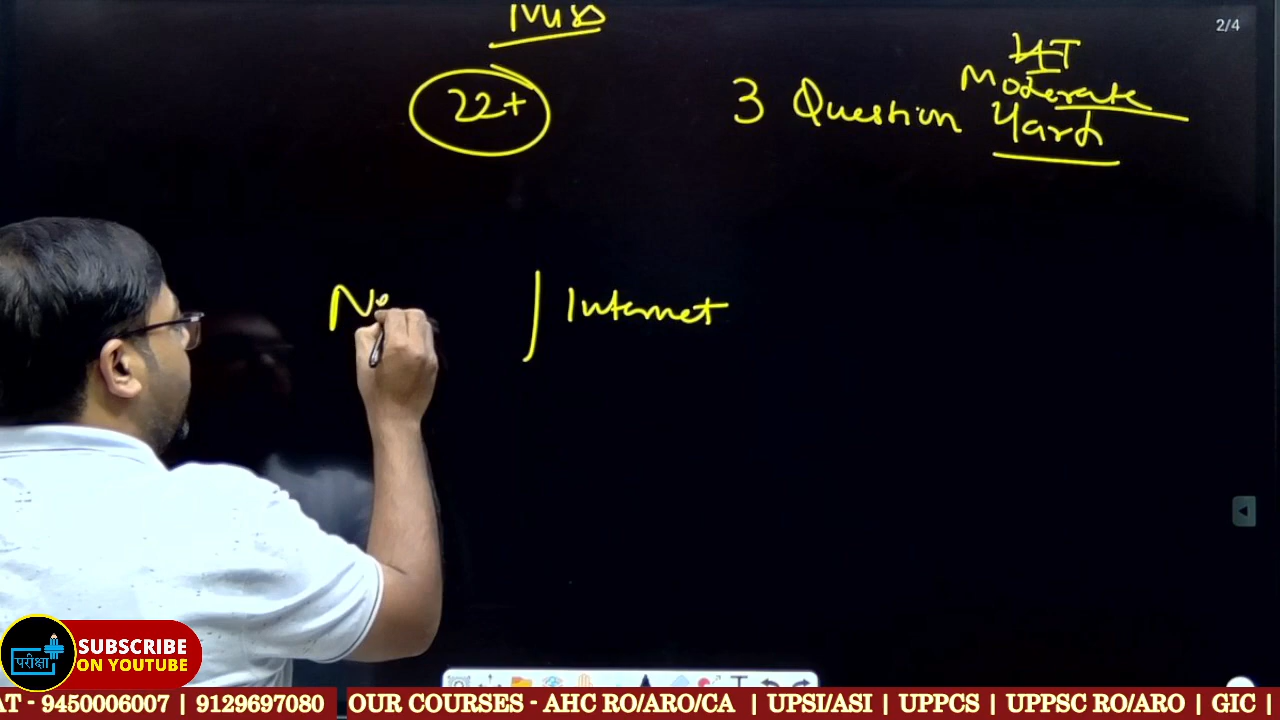 2/4
22+
3 Question
Moderate
Internet
परीक्षा
SUBSCRIBE
ON YOUTUBE
AT - 9450006007 | 9129697080 OUR COURSES - AHC RO/ARO/CA | UPSI/ASI | UPPCS | UPPSC RO/ARO | GIC |